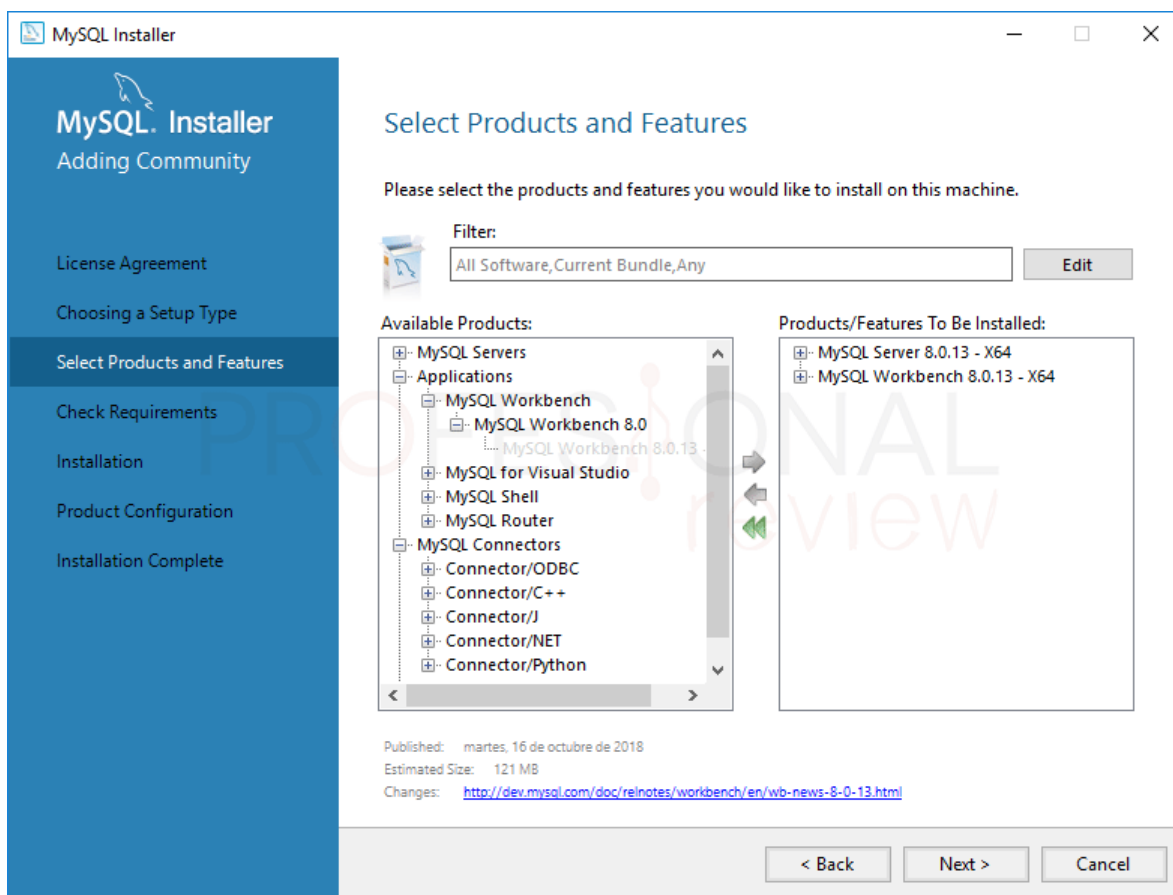 MySQL Installer
MySQL. Installer
Adding Community
License Agreement
Choosing a Setup Type
Select Products and Features
Check Requirements
Installation
Product Configuration
Installation Complete
Select Products and Features
Please select the products and features you would like to install on this machine.
Filter:
All Software,Current Bundle,Any
Edit
Available Products:
MySQL Servers
Applications
MySQL Workbench
MySQL Workbench 8.0
MySQL Workbench 8.0.13 -
MySQL for Visual Studio
MySQL Shell
MySQL Router
MySQL Connectors
Connector/ODBC
Connector/C++
Connector/J
Connector/NET
Connector/Python
Products/Features To Be Installed:
MySQL Server 8.0.13 - X64
MySQL Workbench 8.0.13 - X64
PROFESIONAL
review
Published: martes, 16 de octubre de 2018
Estimated Size: 121 MB
Changes: http://dev.mysql.com/doc/relnotes/workbench/en/wb-news-8-0-13.html
< Back
Next >
Cancel